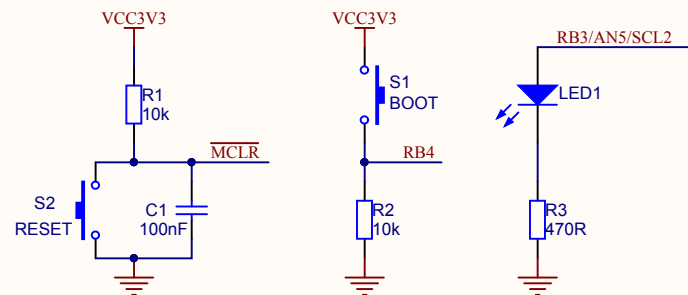 VCC3V3
R1
10k
MCLR
S2
RESET
C1
100nF
VCC3V3
S1
BOOT
RB4
R2
10k
RB3/AN5/SCL2
LED1
R3
470R